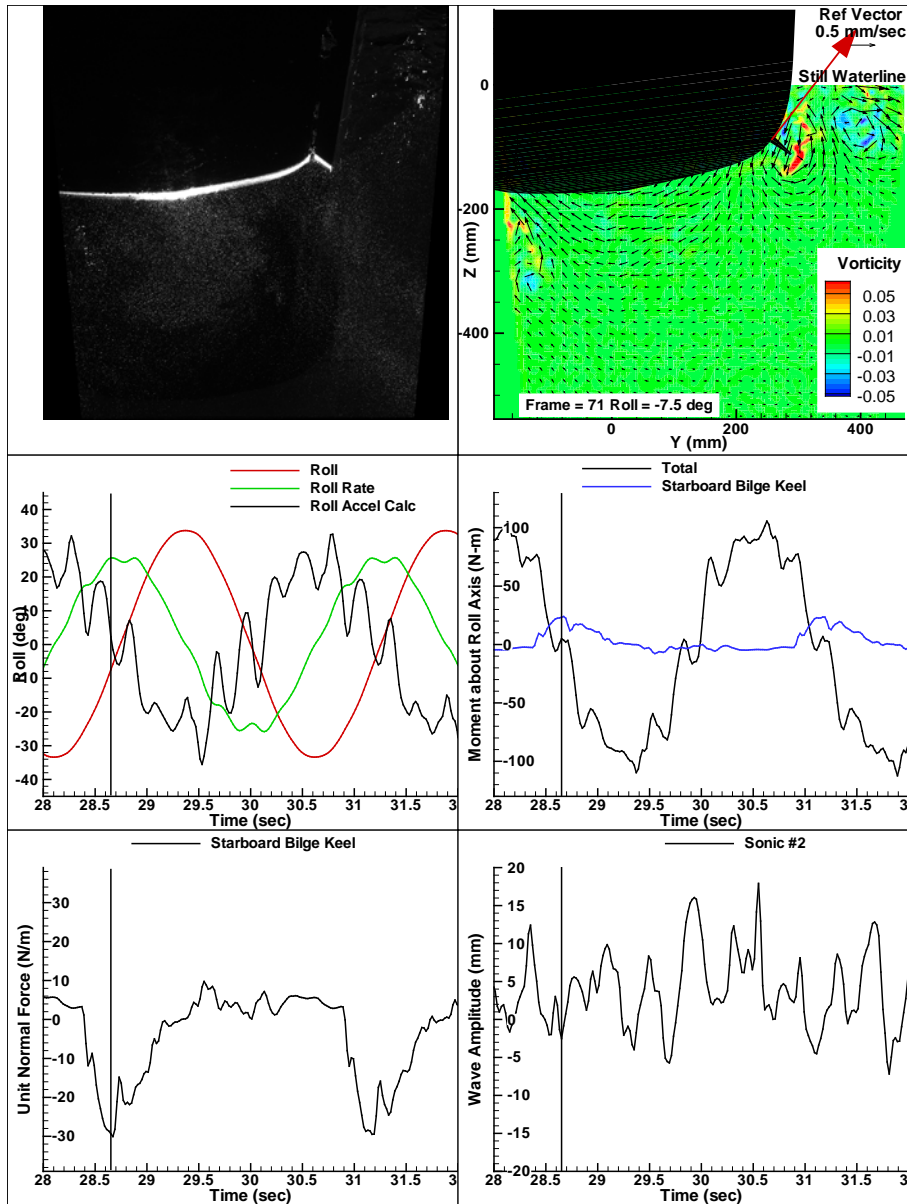 Ref Vector
0.5 mm/sec
Still Waterline
0
-200
-400
Z (mm)
Vorticity
0.05
0.03
0.01
-0.01
-0.03
-0.05
Frame = 71 Roll = -7.5 deg
0 200 400
Y (mm)
Roll
Roll Rate
Roll Accel Calc
40
30
20
10
0
-10
-20
-30
-40
Roll (deg)
28 28.5 29 29.5 30 30.5 31 31.5
Time (sec)
Total
Starboard Bilge Keel
100
50
0
-50
-100
Moment about Roll Axis (N-m)
28 28.5 29 29.5 30 30.5 31 31.5
Time (sec)
Starboard Bilge Keel
30
20
10
0
-10
-20
-30
Unit Normal Force (N/m)
28 28.5 29 29.5 30 30.5 31 31.5
Time (sec)
Sonic #2
20
15
10
5
0
-5
-10
-15
-20
Wave Amplitude (mm)
28 28.5 29 29.5 30 30.5 31 31.5
Time (sec)